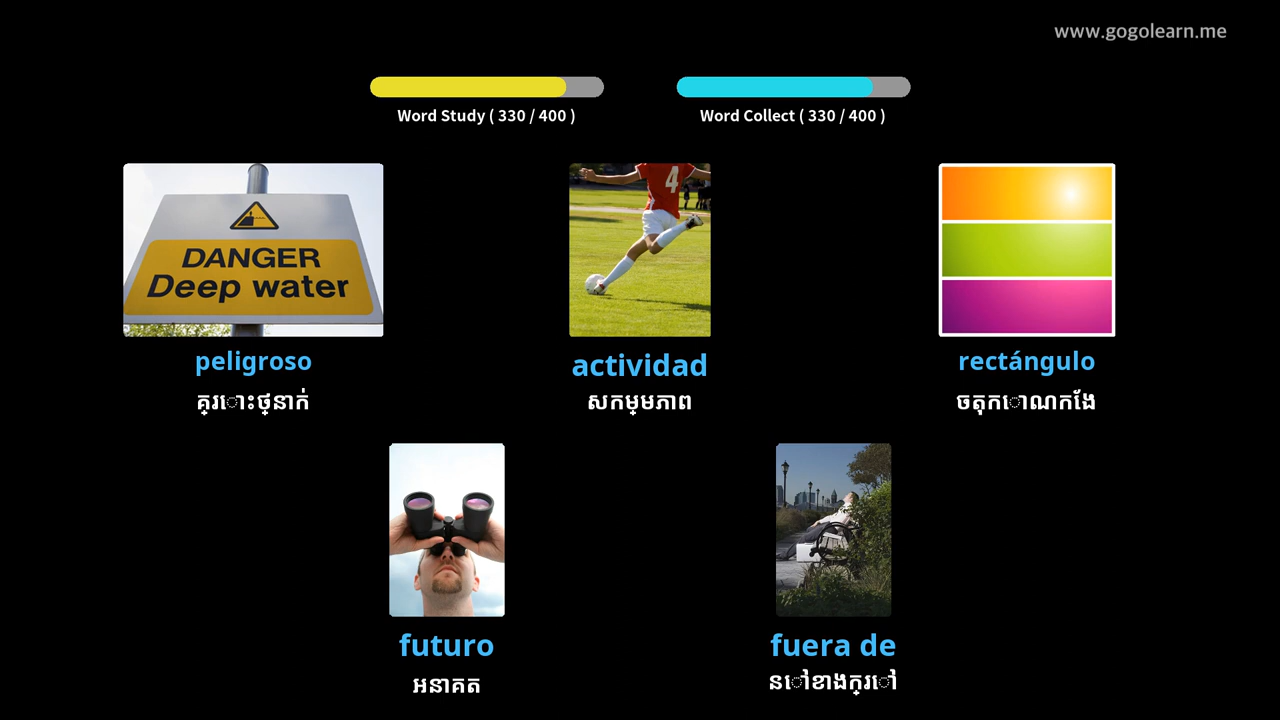 www.gogolearn.me
Word Study ( 330 / 400 )
Word Collect ( 330 / 400 )
DANGER
Deep water
4
peligroso
actividad
rectángulo
គ្រោះថ្នាក់
សកម្មភាព
ចតុកោណកែង
futuro
fuera de
អនាគត
នៅខាងក្រៅ